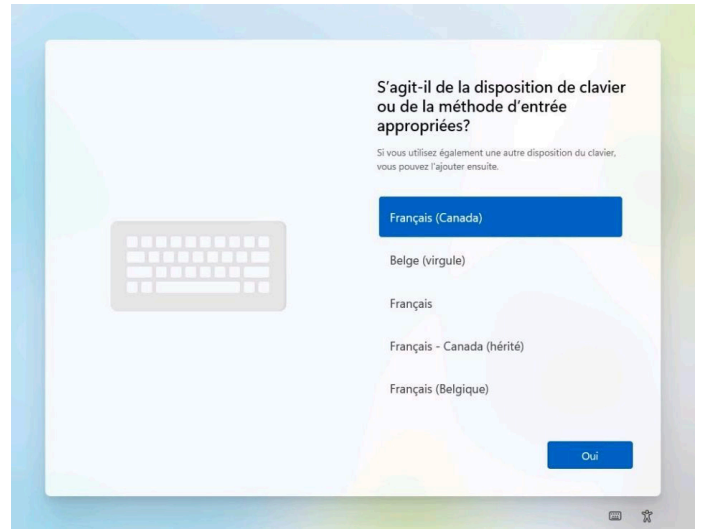 S'agit-il de la disposition de clavier
ou de la méthode d'entrée
appropriées?
Si vous utilisez également une autre disposition du clavier,
vous pouvez l'ajouter ensuite.
Français (Canada)
Belge (virgule)
Français
Français - Canada (hérité)
Français (Belgique)
Oui